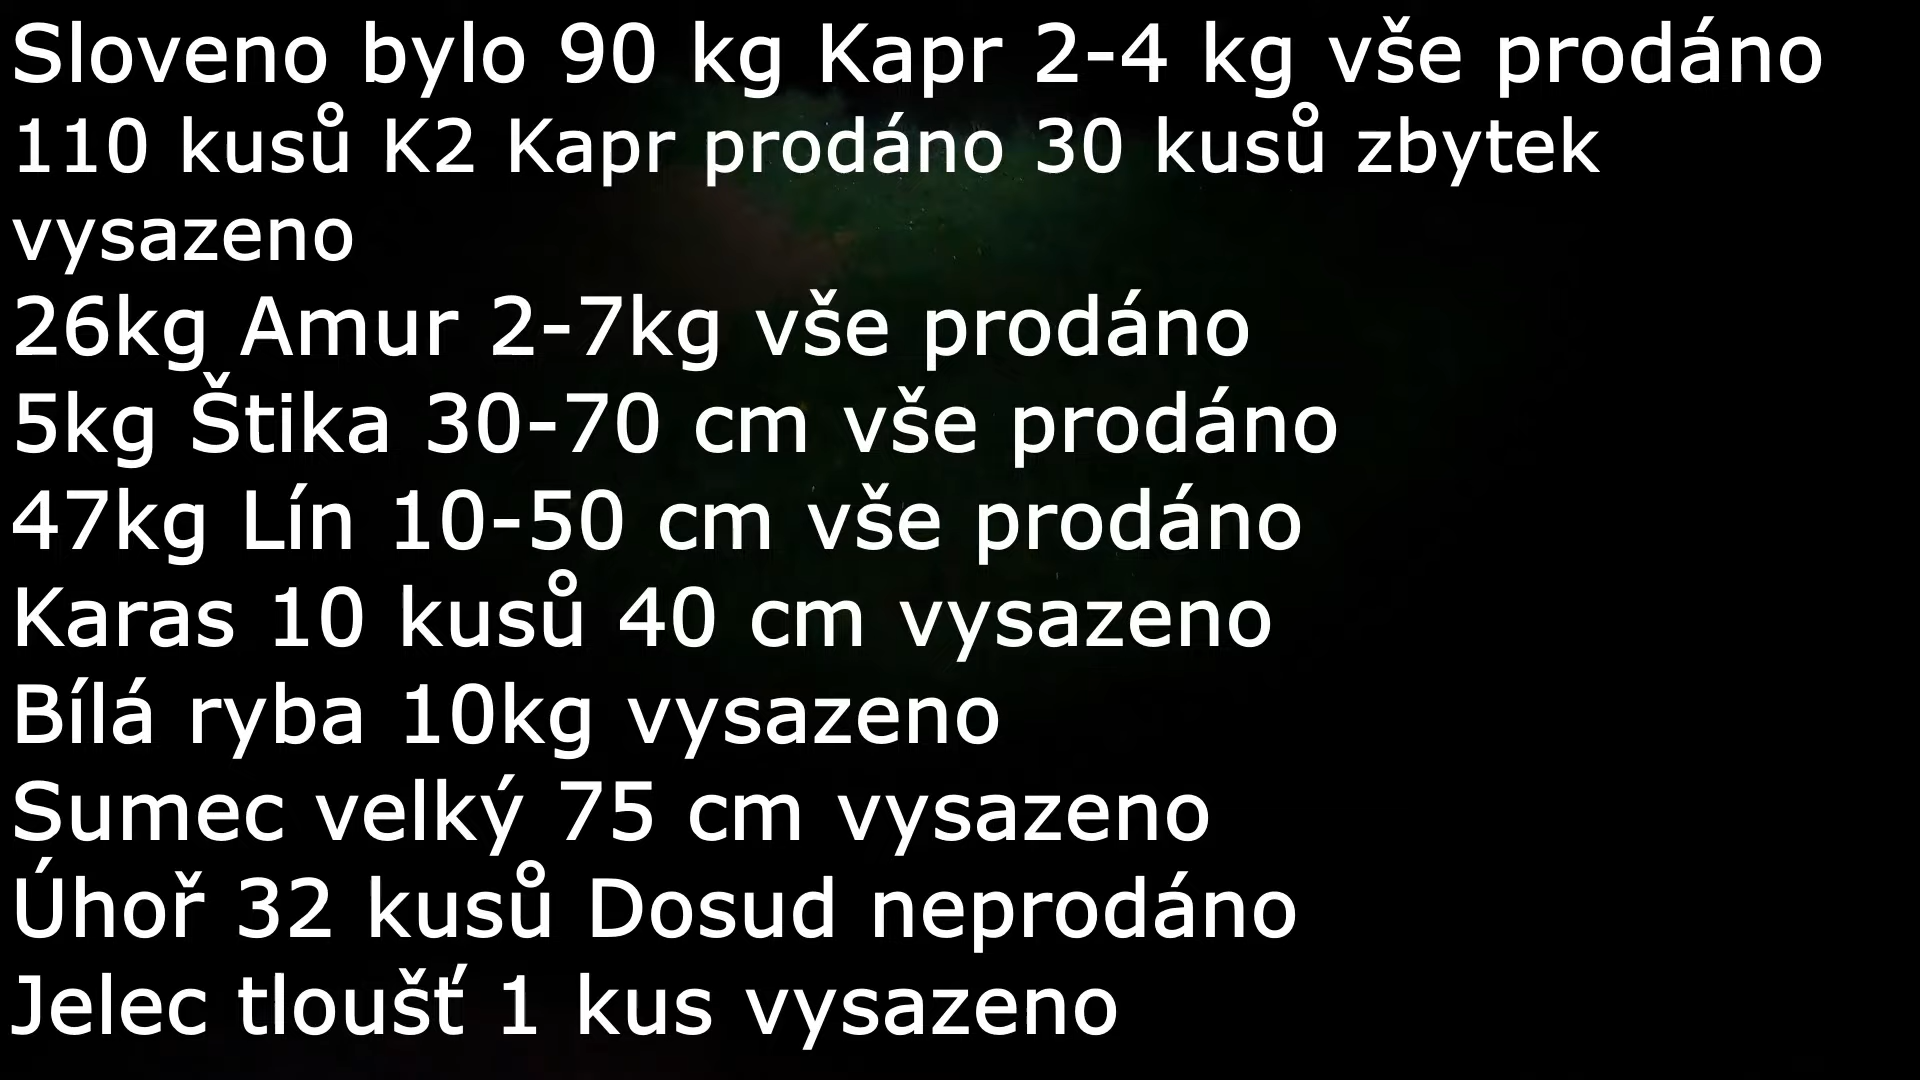 Sloveno bylo 90 kg Kapr 2-4 kg vše prodáno
110 kusů K2 Kapr prodáno 30 kusů zbytek
vysazeno
26kg Amur 2-7kg vše prodáno
5kg Štika 30-70 cm vše prodáno
47kg Lín 10-50 cm vše prodáno
Karas 10 kusů 40 cm vysazeno
Bílá ryba 10kg vysazeno
Sumec velký 75 cm vysazeno
Úhoř 32 kusů Dosud neprodáno
Jelec tloušť 1 kus vysazeno